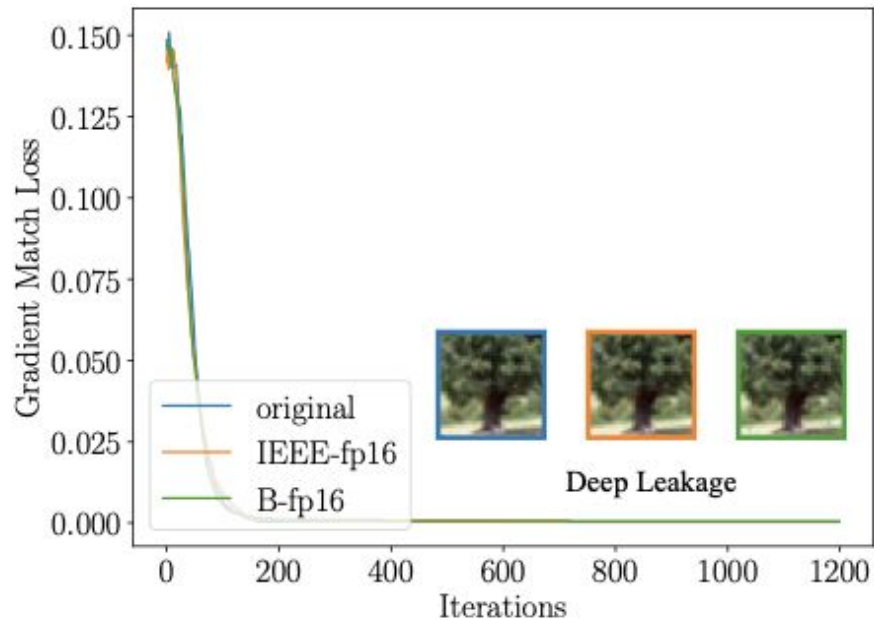 0.150
0.125
0.100
0.075
0.050
0.025
0.000
Gradient Match Loss
original
IEEE-fp16
B-fp16
Deep Leakage
0 200 400 600 800 1000 1200
Iterations